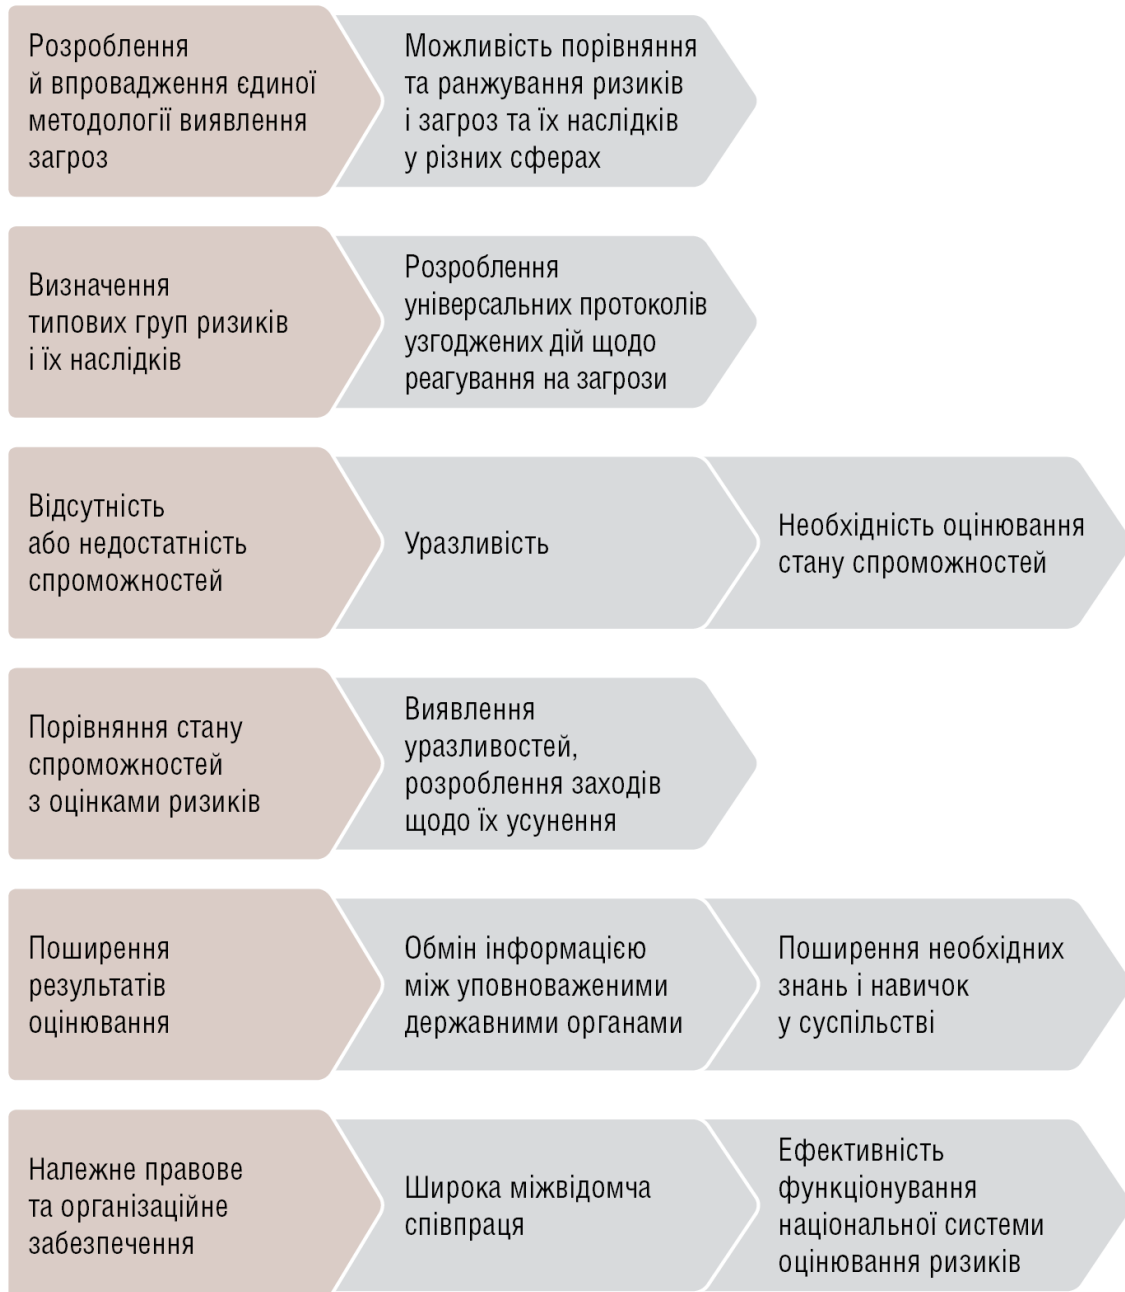 Розроблення
й впровадження єдиної
методології виявлення
загроз
Можливість порівняння
та ранжування ризиків
і загроз та їх наслідків
у різних сферах
Визначення
типових груп ризиків
і їх наслідків
Розроблення
універсальних протоколів
узгоджених дій щодо
реагування на загрози
Відсутність
або недостатність
спроможностей
Уразливість
Необхідність оцінювання
стану спроможностей
Порівняння стану
спроможностей
з оцінками ризиків
Виявлення
уразливостей,
розроблення заходів
щодо їх усунення
Поширення
результатів
оцінювання
Обмін інформацією
між уповноваженими
державними органами
Поширення необхідних
знань і навичок
у суспільстві
Належне правове
та організаційне
забезпечення
Широка міжвідомча
співпраця
Ефективність
функціонування
національної системи
оцінювання ризиків